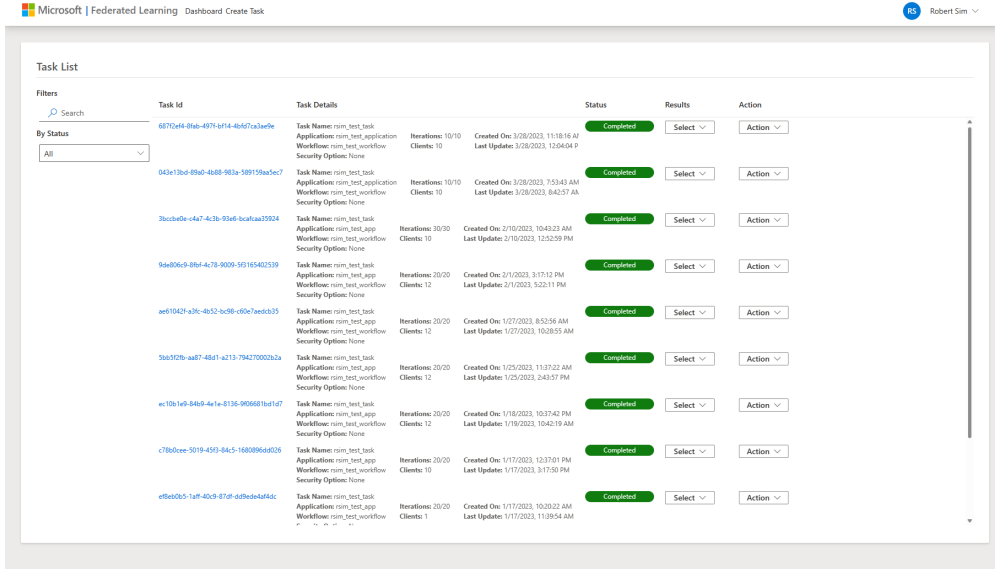 Microsoft | Federated Learning Dashboard Create Task RS Robert Sim
Task List
Filters
Search
By Status
All
Task Id Task Details Status Results Action
687f2ef4-8fab-497f-bf14-4bfd7ca3ae9e Task Name: rsim_test_task Completed Select Action
Application: rsim_test_application Iterations: 10/10 Created On: 3/28/2023, 11:18:16 AM
Workflow: rsim_test_workflow Clients: 10 Last Update: 3/28/2023, 12:04:04 P
Security Option: None
043e13bd-89a0-4b88-983a-589159aa5ec7 Task Name: rsim_test_task Completed Select Action
Application: rsim_test_application Iterations: 10/10 Created On: 3/28/2023, 7:53:43 AM
Workflow: rsim_test_workflow Clients: 10 Last Update: 3/28/2023, 8:42:57 AM
Security Option: None
3bccbe0e-c4a7-4c3b-93e6-bcafcaa35924 Task Name: rsim_test_task Completed Select Action
Application: rsim_test_app Iterations: 30/30 Created On: 2/10/2023, 10:43:23 AM
Workflow: rsim_test_workflow Clients: 10 Last Update: 2/10/2023, 12:52:59 PM
Security Option: None
9de806c9-8fbf-4c78-9009-5f3165402539 Task Name: rsim_test_task Completed Select Action
Application: rsim_test_app Iterations: 20/20 Created On: 2/1/2023, 3:17:12 PM
Workflow: rsim_test_workflow Clients: 12 Last Update: 2/1/2023, 5:22:11 PM
Security Option: None
ae61042f-a3fc-4b52-bc98-c60e7aedcb35 Task Name: rsim_test_task Completed Select Action
Application: rsim_test_app Iterations: 20/20 Created On: 1/27/2023, 8:52:56 AM
Workflow: rsim_test_workflow Clients: 12 Last Update: 1/27/2023, 10:28:55 AM
Security Option: None
5bb5f2fb-aa87-48d1-a213-794270002b2a Task Name: rsim_test_task Completed Select Action
Application: rsim_test_app Iterations: 20/20 Created On: 1/25/2023, 11:37:22 AM
Workflow: rsim_test_workflow Clients: 12 Last Update: 1/25/2023, 2:43:57 PM
Security Option: None
ec10b1e9-84b9-4e1e-8136-9f06681bd1d7 Task Name: rsim_test_task Completed Select Action
Application: rsim_test_app Iterations: 20/20 Created On: 1/18/2023, 10:37:42 PM
Workflow: rsim_test_workflow Clients: 12 Last Update: 1/19/2023, 10:42:19 AM
Security Option: None
c78b0cee-5019-45f3-84c5-1680896dd026 Task Name: rsim_test_task Completed Select Action
Application: rsim_test_app Iterations: 20/20 Created On: 1/17/2023, 12:37:01 PM
Workflow: rsim_test_workflow Clients: 10 Last Update: 1/17/2023, 3:17:50 PM
Security Option: None
ef8eb0b5-1aff-40c9-87df-dd9ede4af4dc Task Name: rsim_test_task Completed Select Action
Application: rsim_test_app Iterations: 20/20 Created On: 1/17/2023, 10:20:22 AM
Workflow: rsim_test_workflow Clients: 1 Last Update: 1/17/2023, 11:39:54 AM